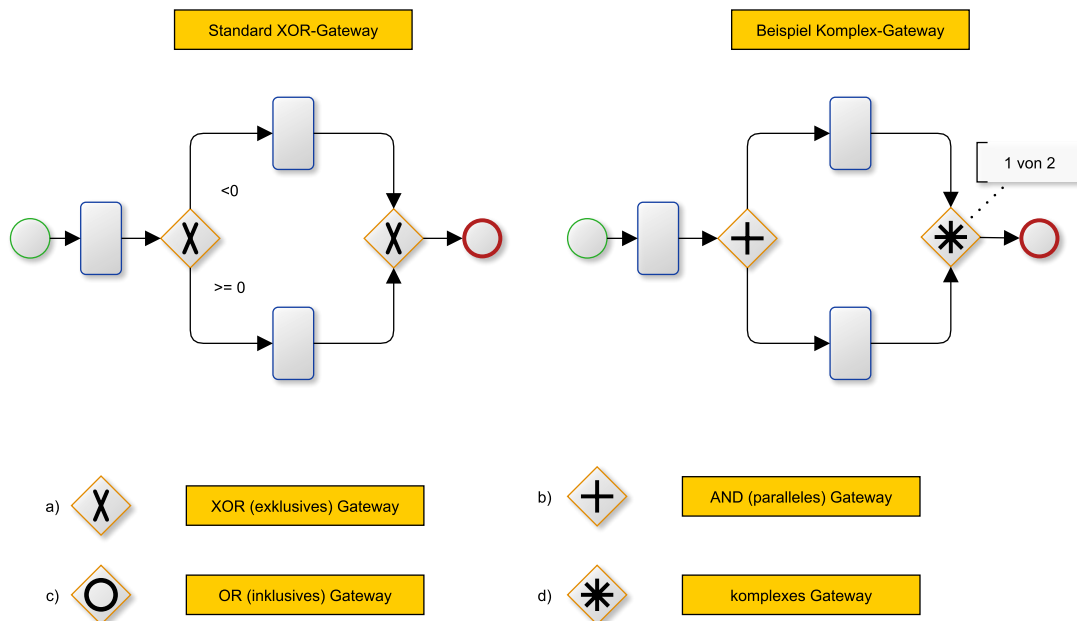 Standard XOR-Gateway
Beispiel Komplex-Gateway
1 von 2
<0
>= 0
a)
XOR (exklusives) Gateway
b)
AND (paralleles) Gateway
c)
OR (inklusives) Gateway
d)
komplexes Gateway